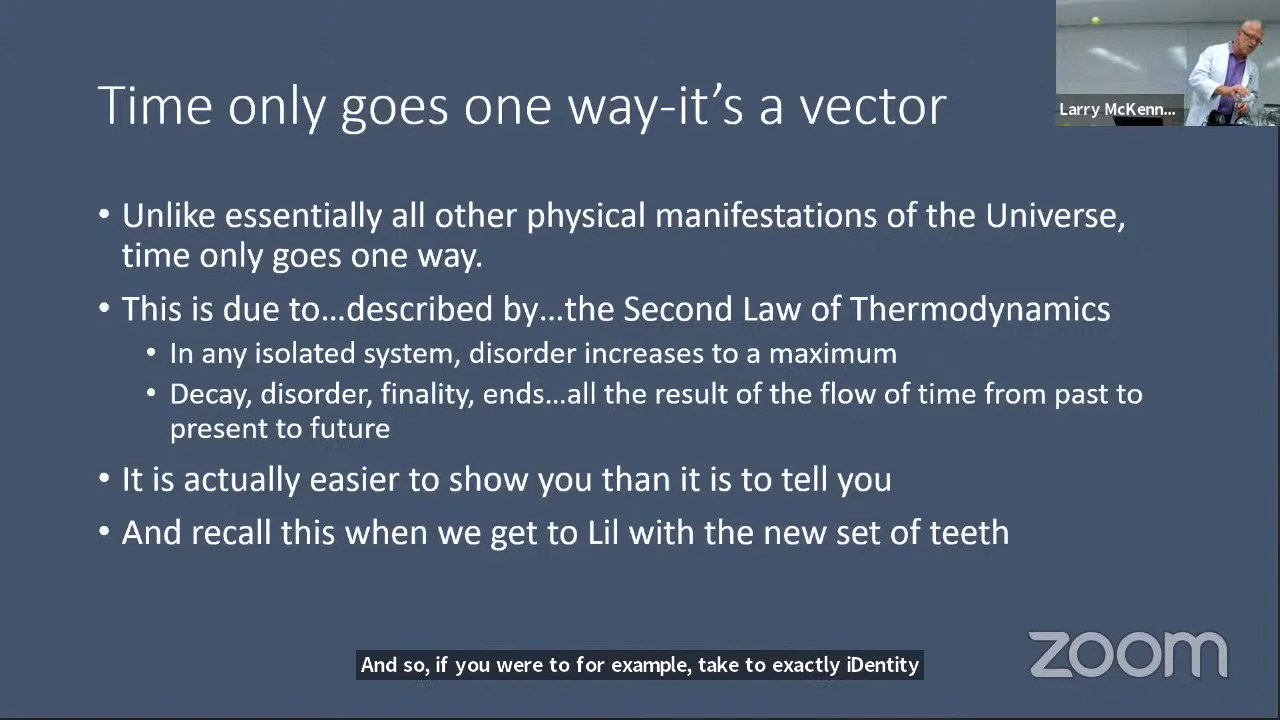 Time only goes one way-it's a vector
Larry McKenn...
• Unlike essentially all other physical manifestations of the Universe,
time only goes one way.
• This is due to...described by...the Second Law of Thermodynamics
• In any isolated system, disorder increases to a maximum
• Decay, disorder, finality, ends...all the result of the flow of time from past to
present to future
• It is actually easier to show you than it is to tell you
• And recall this when we get to Lil with the new set of teeth
And so, if you were to for example, take to exactly iDentity
zoom